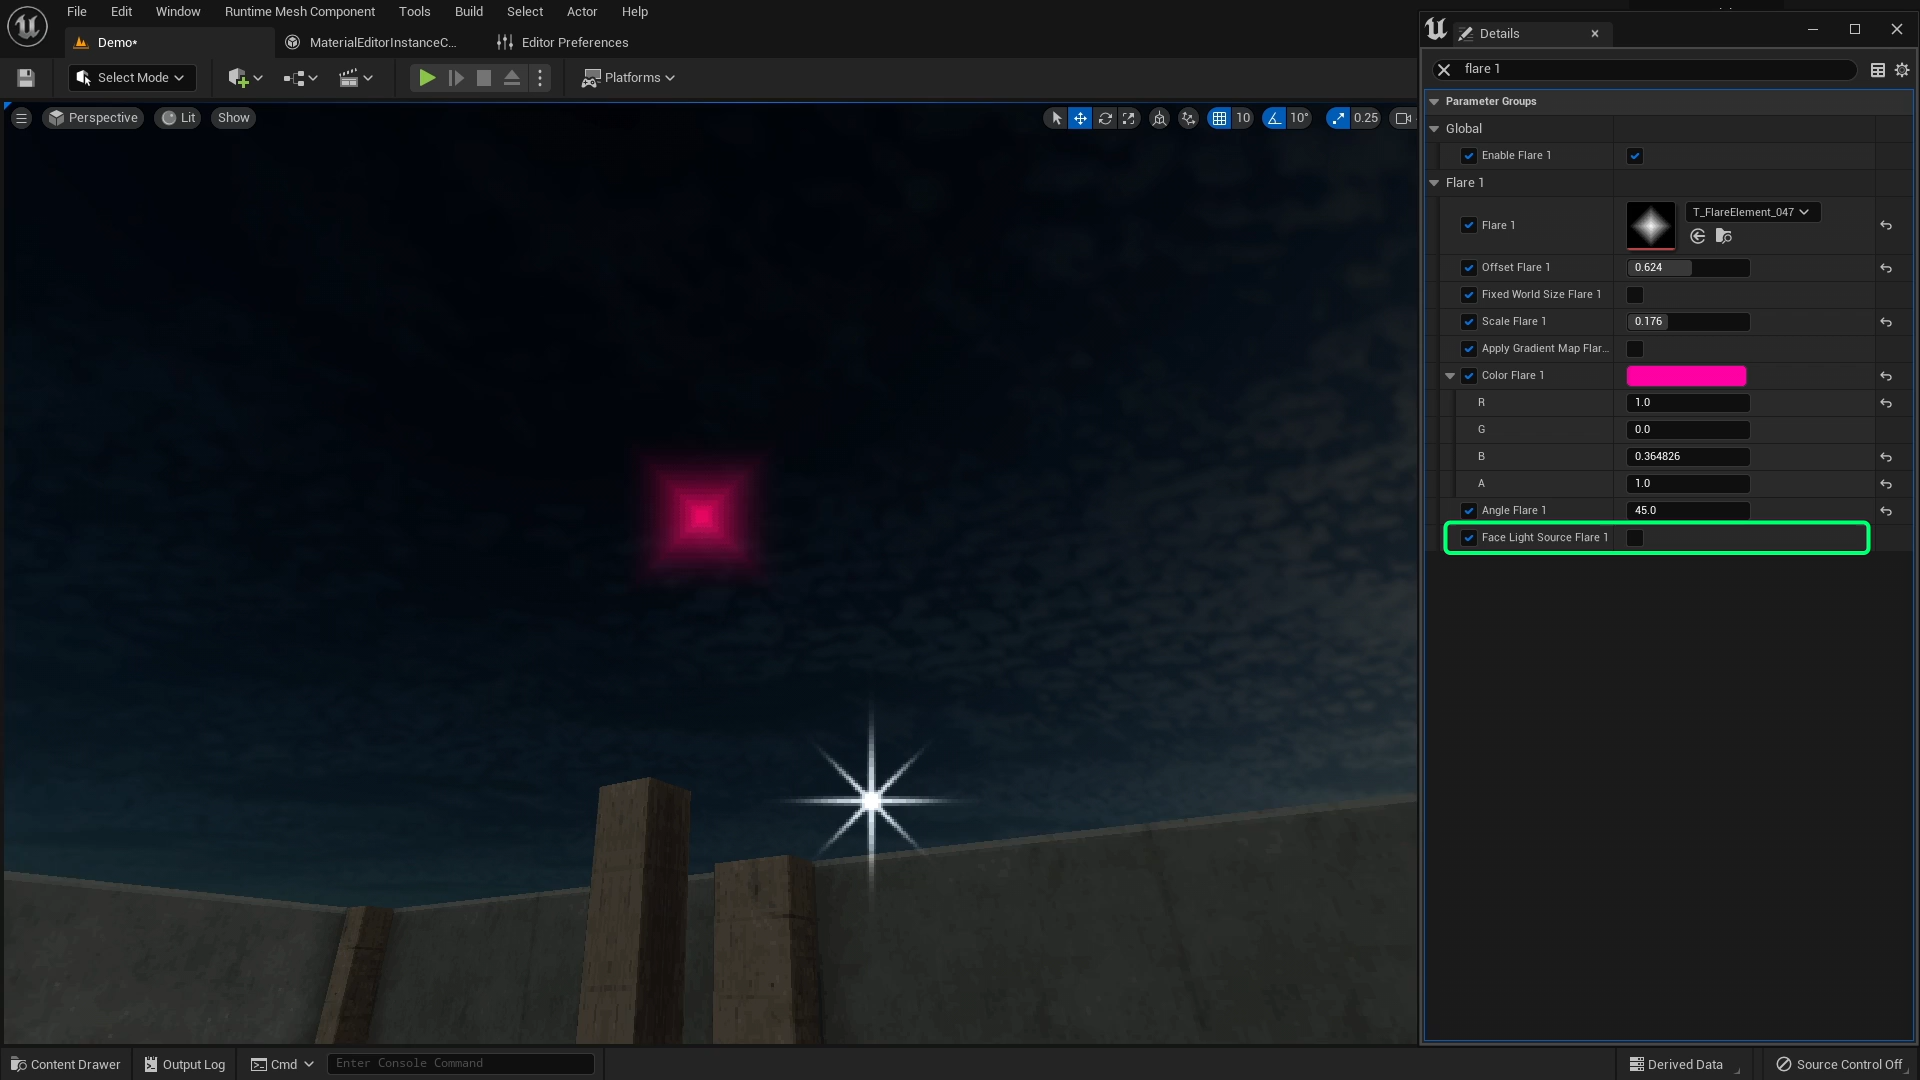 File Edit Window Runtime Mesh Component Tools Build Select Actor Help
Demo* MaterialEditorInstanceC... Editor Preferences
Select Mode Platforms
Perspective Lit Show 10 10° 0.25
Details
flare 1
Parameter Groups
Global
Enable Flare 1
Flare 1
Flare 1 T_FlareElement_047
Offset Flare 1 0.624
Fixed World Size Flare 1
Scale Flare 1 0.176
Apply Gradient Map Flar...
Color Flare 1
R 1.0
G 0.0
B 0.364826
A 1.0
Angle Flare 1 45.0
Face Light Source Flare 1
Content Drawer Output Log Cmd Enter Console Command Derived Data Source Control Off